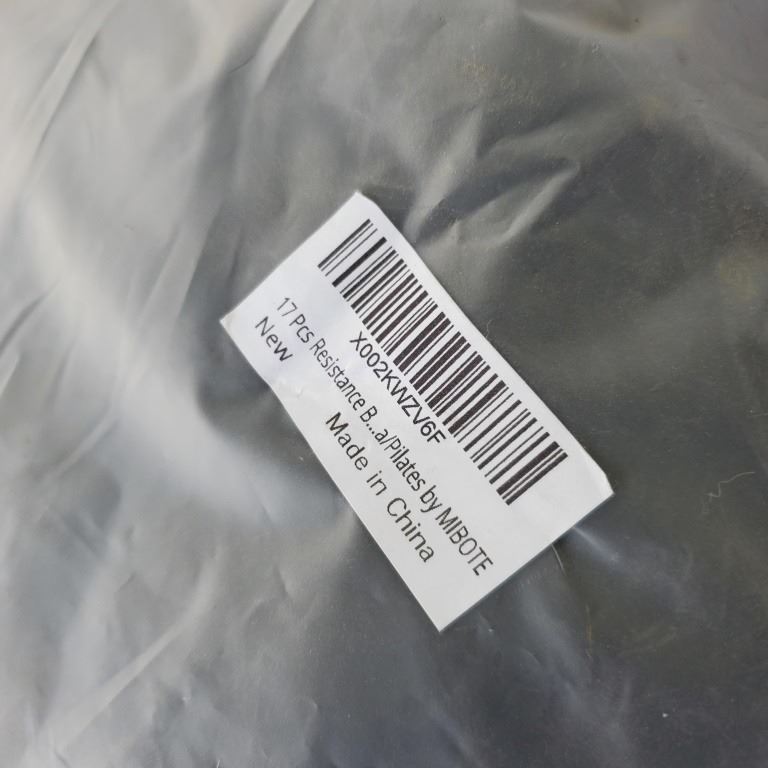 X002KWZV6F
17 Pcs Resistance B...a/Pilates by MIBOTE
New
Made in China